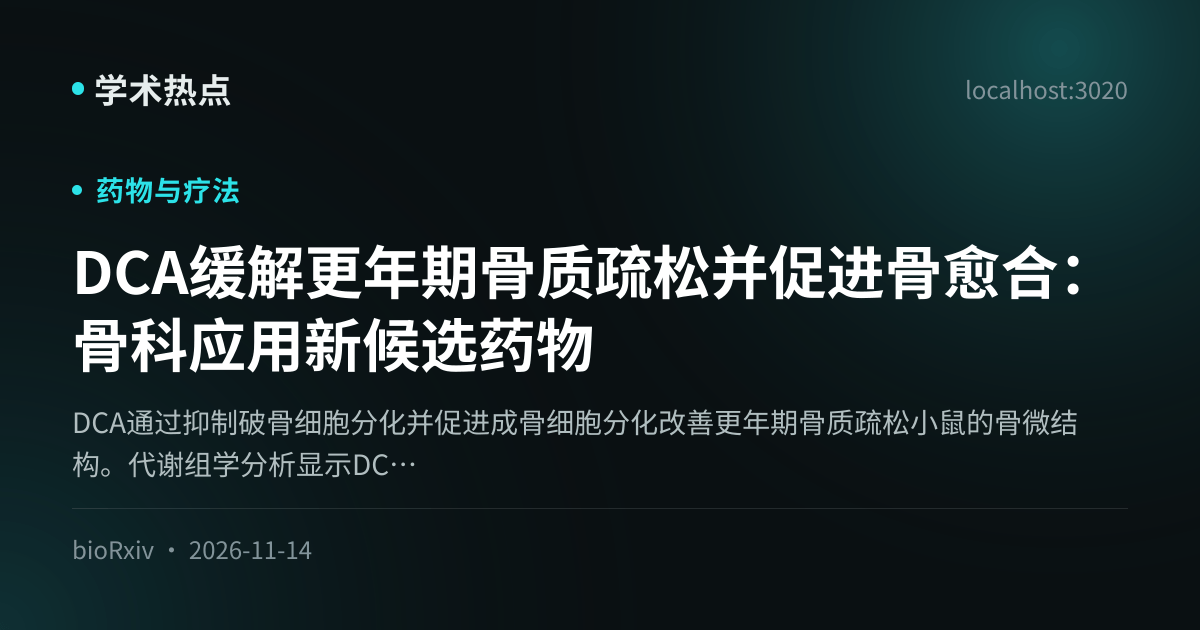 学术热点
localhost:3020
药物与疗法
DCA缓解更年期骨质疏松并促进骨愈合：
骨科应用新候选药物
DCA通过抑制破骨细胞分化并促进成骨细胞分化改善更年期骨质疏松小鼠的骨微结
构。代谢组学分析显示DC…
bioRxiv · 2026-11-14